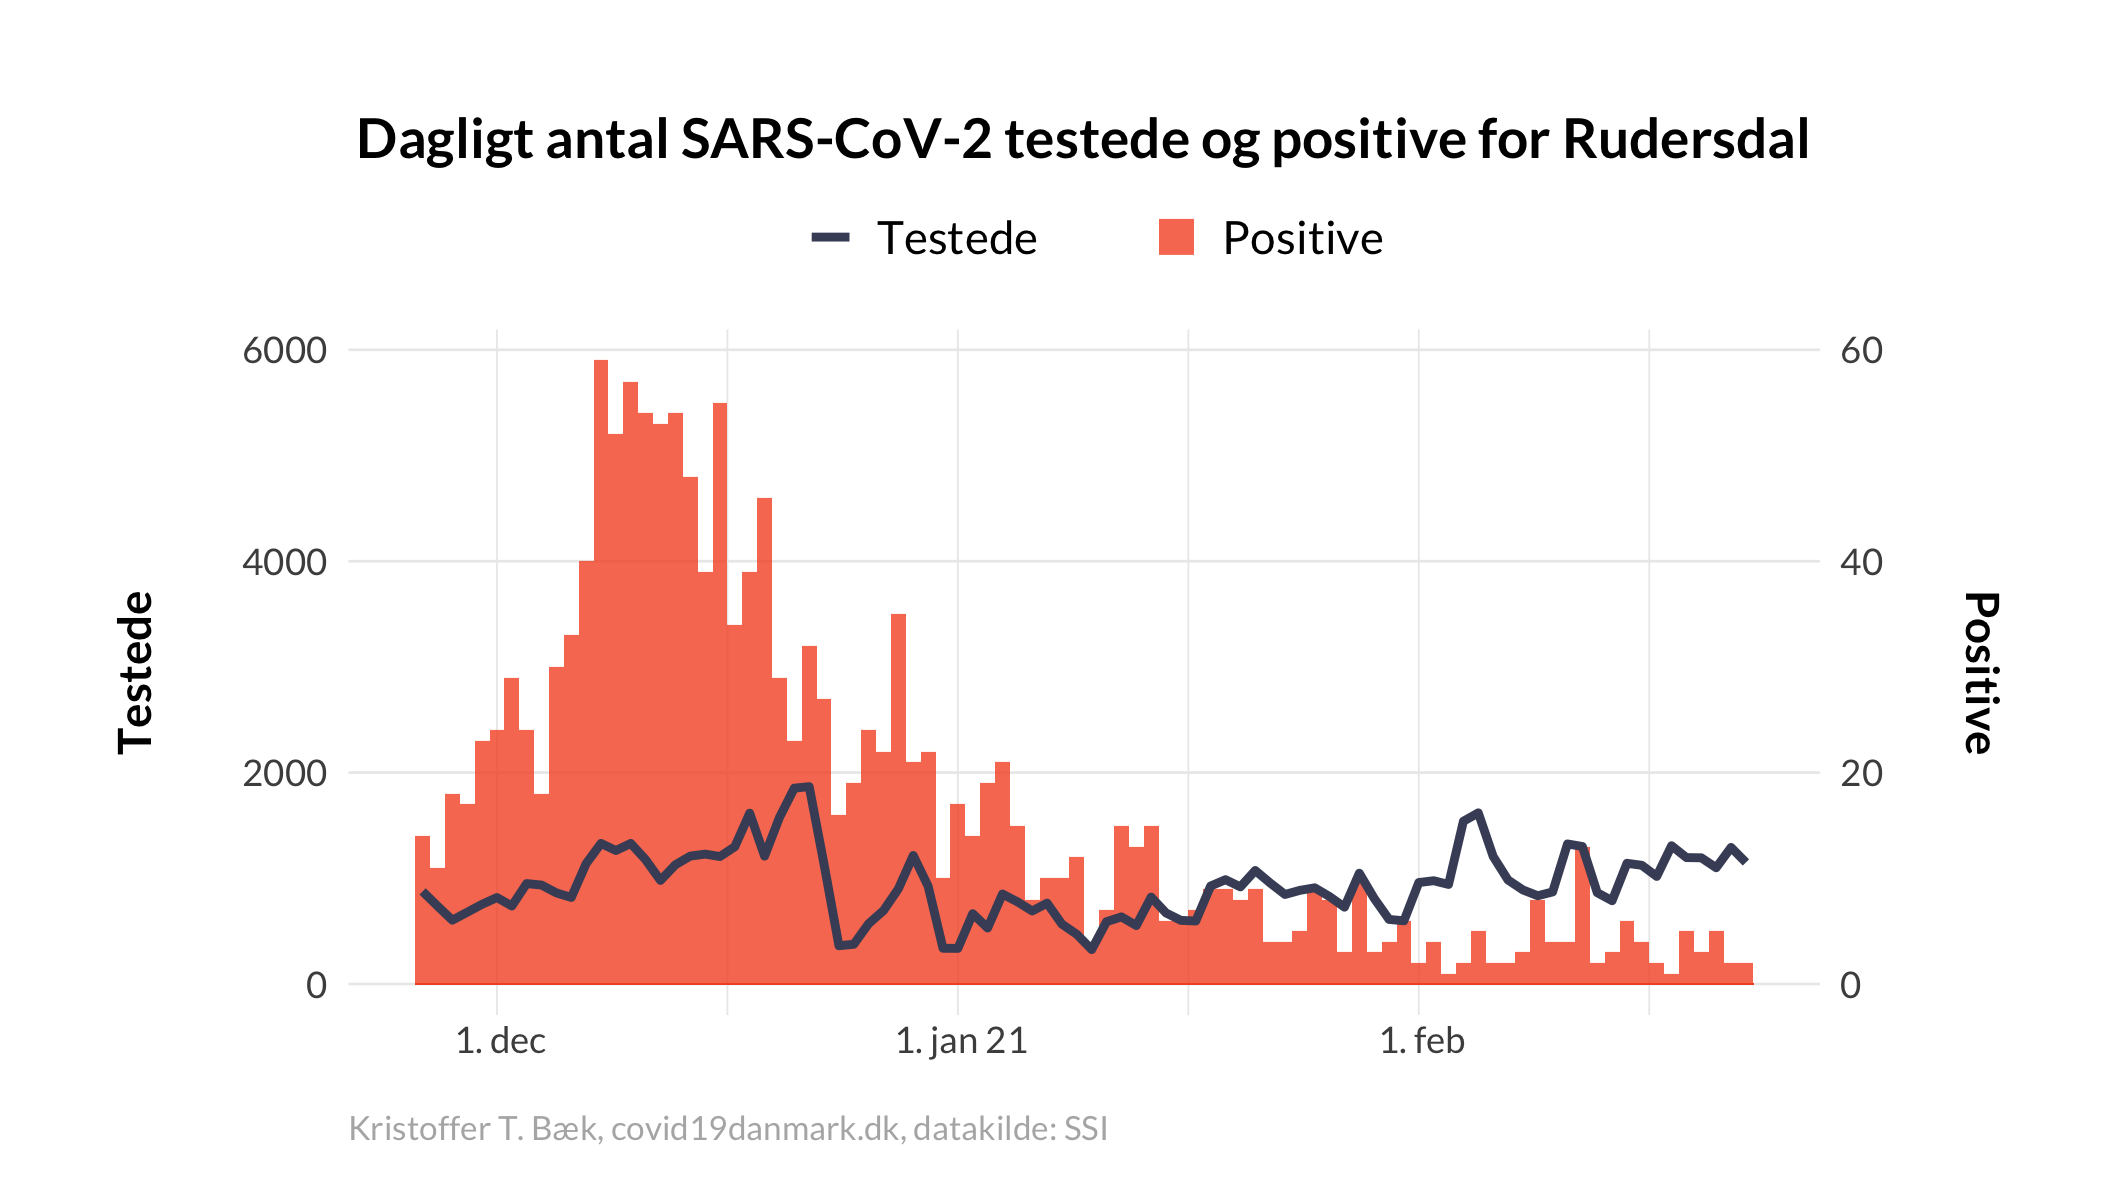 Dagligt antal SARS-CoV-2 testede og positive for Rudersdal
Testede
Positive
6000
4000
2000
0
Testede
60
40
20
0
Positive
1. dec
1. jan 21
1. feb
Kristoffer T. Bæk, covid19danmark.dk, datakilde: SSI